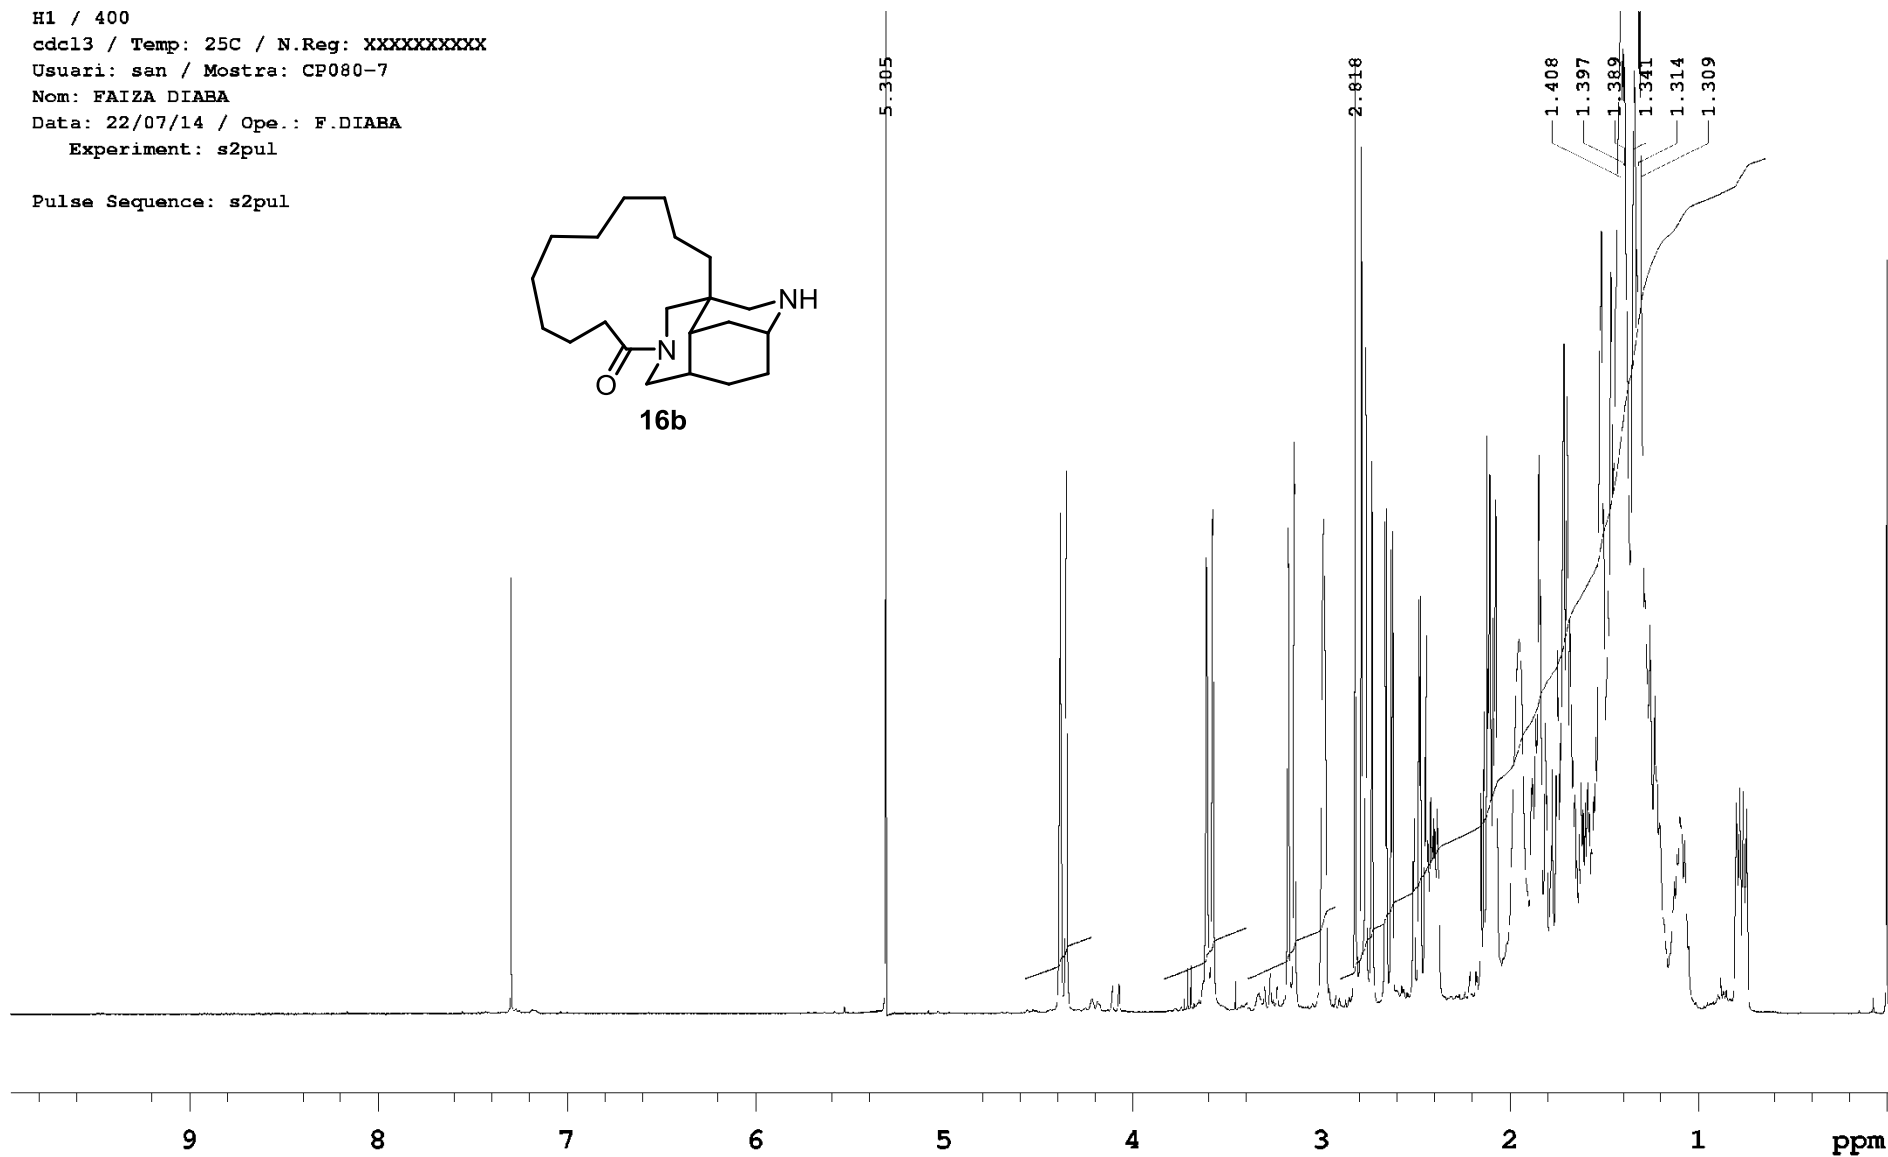 H1 / 400
cdcl3 / Temp: 25C / N.Reg: XXXXXXXXXX
Usuari: san / Mostra: CP080-7
Nom: FAIZA DIABA
Data: 22/07/14 / Ope.: F.DIABA
Experiment: s2pul
Pulse Sequence: s2pul
5.305
2.818
1.408
1.397
1.389
1.341
1.314
1.309
NH
N
O
16b
9 8 7 6 5 4 3 2 1 ppm